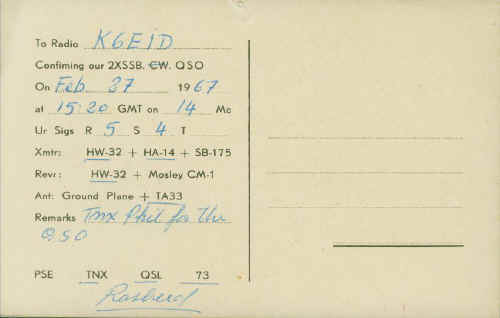 To Radio K6EID
Confiming our 2XSSB. CW. QSO
On Feb 27 1967
at 15:20 GMT on 14 Mc
Ur Sigs R 5 S 4 T
Xmtr: HW-32 + HA-14 + SB-175
Revr: HW-32 + Mosley CM-1
Ant: Ground Plane + TA33
Remarks Tnx Phil for the
QSO
PSE TNX QSL 73